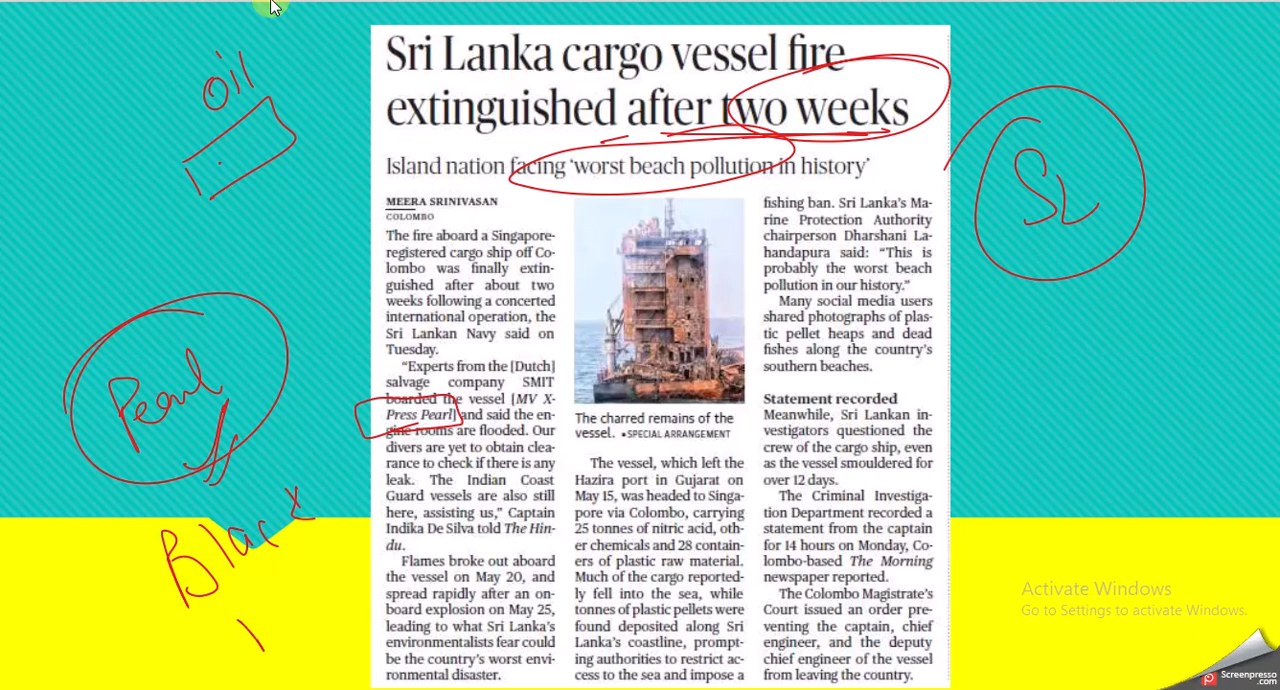 Sri Lanka cargo vessel fire
extinguished after two weeks
Island nation facing ‘worst beach pollution in history’
MEERA SRINIVASAN
COLOMBO
The fire aboard a Singapore-
registered cargo ship off Co-
lombo was finally extin-
guished after about two
weeks following a concerted
international operation, the
Sri Lankan Navy said on
Tuesday.
“Experts from the [Dutch]
salvage company SMIT
boarded the vessel [MV X-
Press Pearl] and said the en-
gine rooms are flooded. Our
divers are yet to obtain clea-
rance to check if there is any
leak. The Indian Coast
Guard vessels are also still
here, assisting us,” Captain
Indika De Silva told The Hin-
du.
Flames broke out aboard
the vessel on May 20, and
spread rapidly after an on-
board explosion on May 25,
leading to what Sri Lanka’s
environmentalists fear could
be the country’s worst envi-
ronmental disaster.
The charred remains of the
vessel. •SPECIAL ARRANGEMENT
The vessel, which left the
Hazira port in Gujarat on
May 15, was headed to Singa-
pore via Colombo, carrying
25 tonnes of nitric acid, oth-
er chemicals and 28 contain-
ers of plastic raw material.
Much of the cargo reported-
ly fell into the sea, while
tonnes of plastic pellets were
found deposited along Sri
Lanka’s coastline, prompt-
ing authorities to restrict ac-
cess to the sea and impose a
fishing ban. Sri Lanka’s Ma-
rine Protection Authority
chairperson Dharshani La-
handapura said: “This is
probably the worst beach
pollution in our history.”
Many social media users
shared photographs of plas-
tic pellet heaps and dead
fishes along the country’s
southern beaches.
Statement recorded
Meanwhile, Sri Lankan in-
vestigators questioned the
crew of the cargo ship, even
as the vessel smouldered for
over 12 days.
The Criminal Investiga-
tion Department recorded a
statement from the captain
for 14 hours on Monday, Co-
lombo-based The Morning
newspaper reported.
The Colombo Magistrate’s
Court issued an order pre-
venting the captain, chief
engineer, and the deputy
chief engineer of the vessel
from leaving the country.
Oil
SL
Pearl
Black
Activate Windows
Go to Settings to activate Windows.
Screenpresso
.com